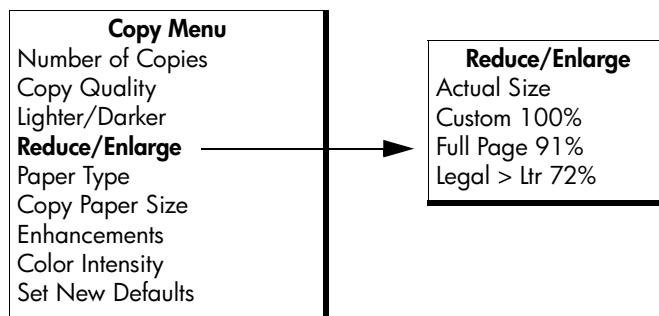 Copy Menu
Number of Copies
Copy Quality
Lighter/Darker
Reduce/Enlarge
Paper Type
Copy Paper Size
Enhancements
Color Intensity
Set New Defaults
Reduce/Enlarge
Actual Size
Custom 100%
Full Page 91%
Legal > Ltr 72%